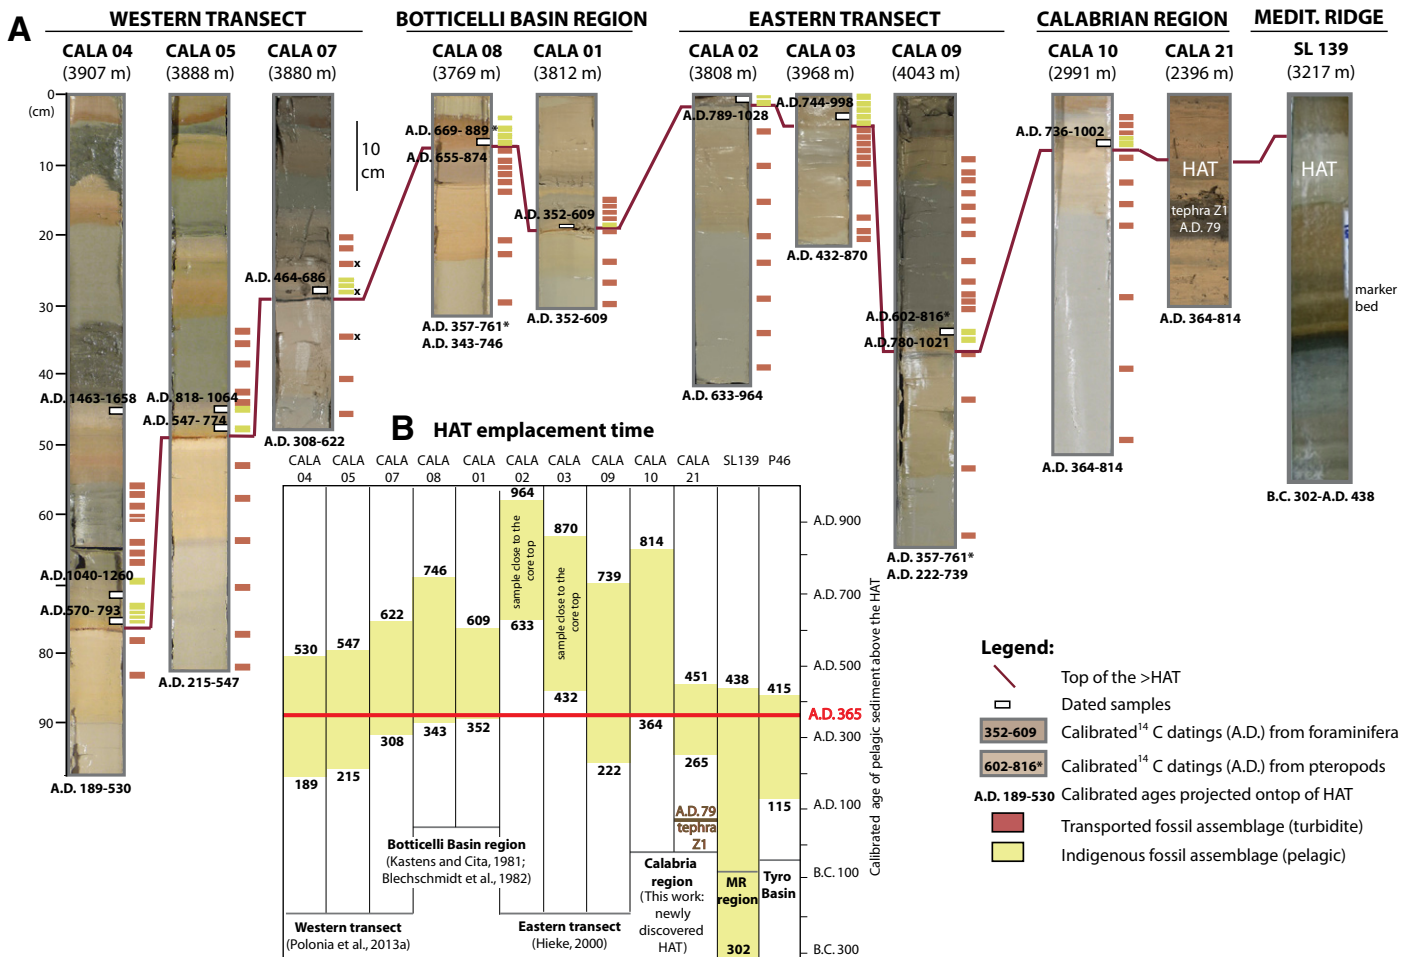 A
WESTERN TRANSECT
BOTTICELLI BASIN REGION
EASTERN TRANSECT
CALABRIAN REGION
MEDIT. RIDGE
CALA 04
(3907 m)
CALA 05
(3888 m)
CALA 07
(3880 m)
CALA 08
(3769 m)
CALA 01
(3812 m)
CALA 02
(3808 m)
CALA 03
(3968 m)
CALA 09
(4043 m)
CALA 10
(2991 m)
CALA 21
(2396 m)
SL 139
(3217 m)
0
(cm)
10
20
30
40
50
60
80
90
10
cm
A.D. 1463-1658
A.D.1040-1260
A.D.570- 793
A.D. 189-530
A.D. 818- 1064
A.D. 547- 774
A.D. 215-547
x
A.D. 464-686
x
x
A.D. 308-622
A.D. 669- 889 *
A.D. 655-874
A.D. 357-761*
A.D. 343-746
A.D. 352-609
A.D. 352-609
A.D.789-1028
A.D. 633-964
A.D.744-998
A.D. 432-870
A.D.602-816*
A.D.780-1021
A.D. 357-761*
A.D. 222-739
A.D. 736-1002
A.D. 364-814
HAT
tephra Z1
A.D. 79
A.D. 364-814
HAT
marker
bed
B.C. 302-A.D. 438
B HAT emplacement time
CALA
04
CALA
05
CALA
07
CALA
08
CALA
01
CALA
02
CALA
03
CALA
09
CALA
10
CALA
21
SL139
P46
530
189
547
215
622
308
746
343
609
352
964
sample close to the
core top
633
870
sample close to the
core top
432
739
222
814
364
451
265
A.D. 79
tephra
Z1
438
302
415
115
A.D. 900
A.D. 700
A.D. 500
A.D. 365
A.D. 300
A.D. 100
B.C. 100
B.C. 300
Calibrated age of pelagic sediment above the HAT
Western transect
(Polonia et al., 2013a)
Botticelli Basin region
(Kastens and Cita, 1981;
Blechschmidt et al., 1982)
Eastern transect
(Hieke, 2000)
Calabria
region
(This work:
newly
discovered
HAT)
MR
region
Tyro
Basin
Legend:
Top of the >HAT
Dated samples
352-609 Calibrated 14 C datings (A.D.) from foraminifera
602-816* Calibrated 14 C datings (A.D.) from pteropods
A.D. 189-530 Calibrated ages projected ontop of HAT
Transported fossil assemblage (turbidite)
Indigenous fossil assemblage (pelagic)